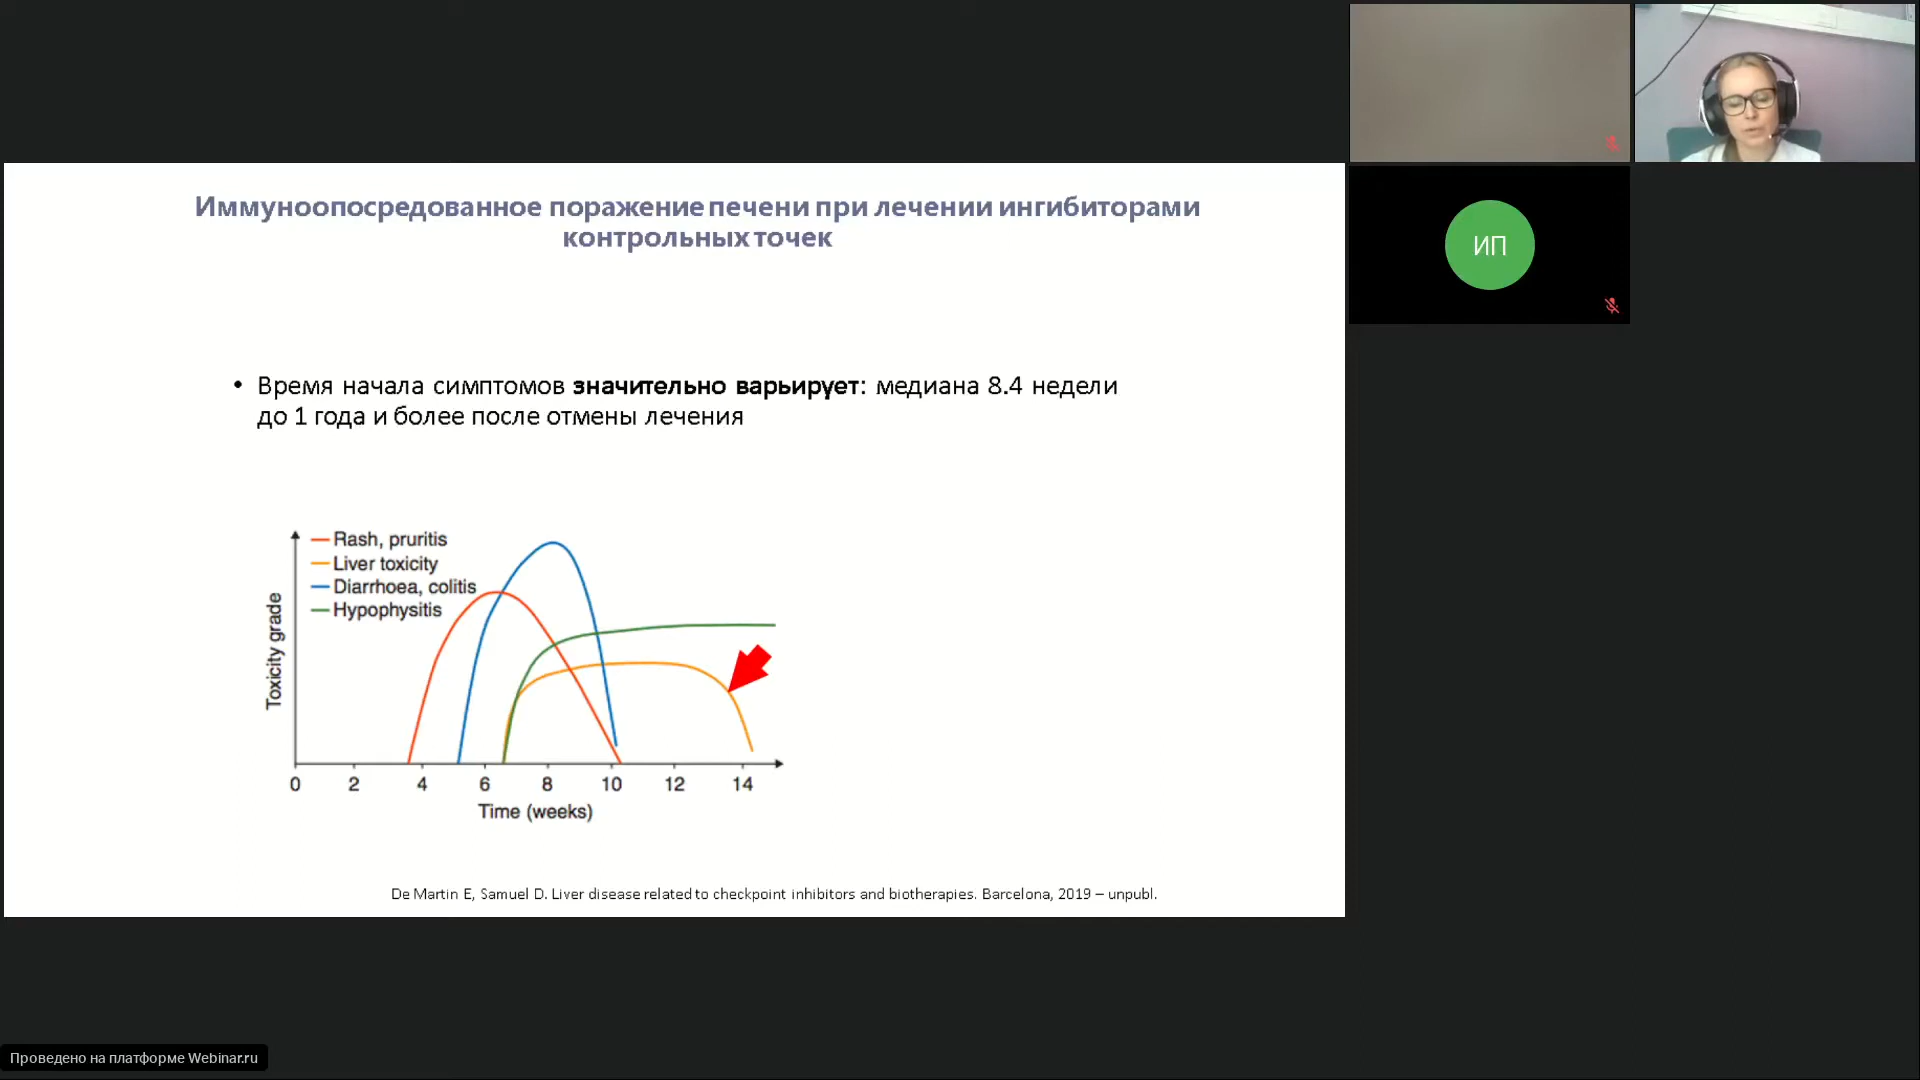 Иммуноопосредованное поражение печени при лечении ингибиторами
контрольных точек
• Время начала симптомов значительно варьирует: медиана 8.4 недели
до 1 года и более после отмены лечения
Rash, pruritis
Liver toxicity
Diarrhoea, colitis
Hypophysitis
Toxicity grade
0 2 4 6 8 10 12 14
Time (weeks)
De Martin E, Samuel D. Liver disease related to checkpoint inhibitors and biotherapies. Barcelona, 2019 – unpubl.
ИП
Проведено на платформе Webinar.ru